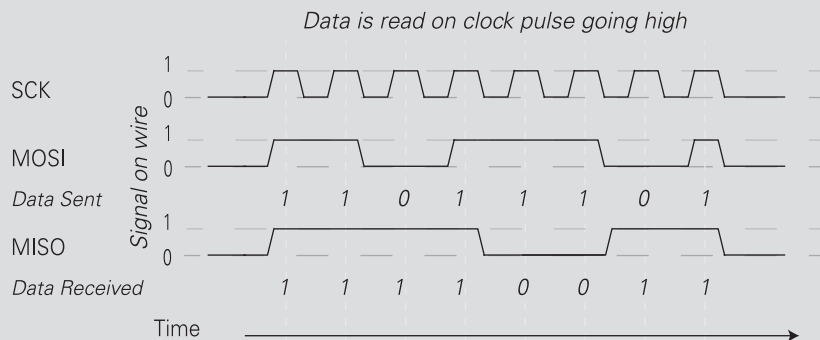 Data is read on clock pulse going high
SCK 1 0
Signal on wire
MOSI 1 0
Data Sent 1 1 0 1 1 1 0 1
MISO 1 0
Data Received 1 1 1 1 0 0 1 1
Time